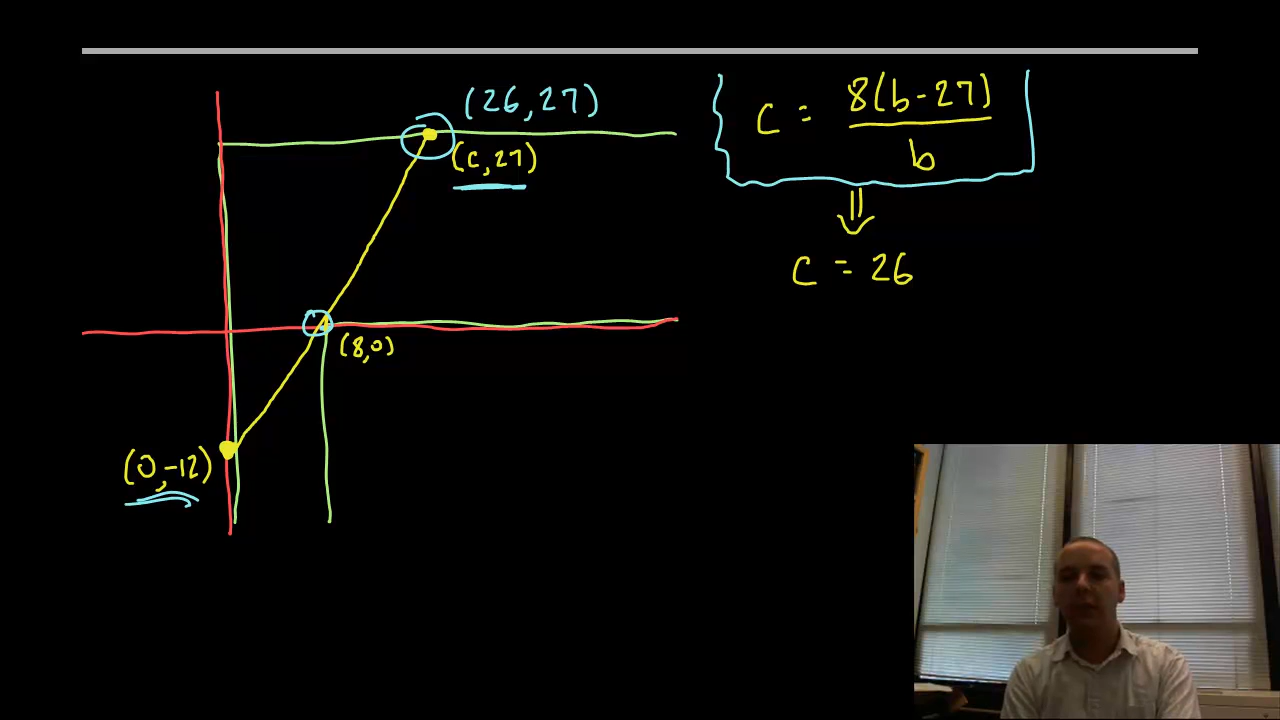 (26,27)
(c,27)
(8,0)
(0,-12)
c = 8(b-27)
b
⇓
c = 26